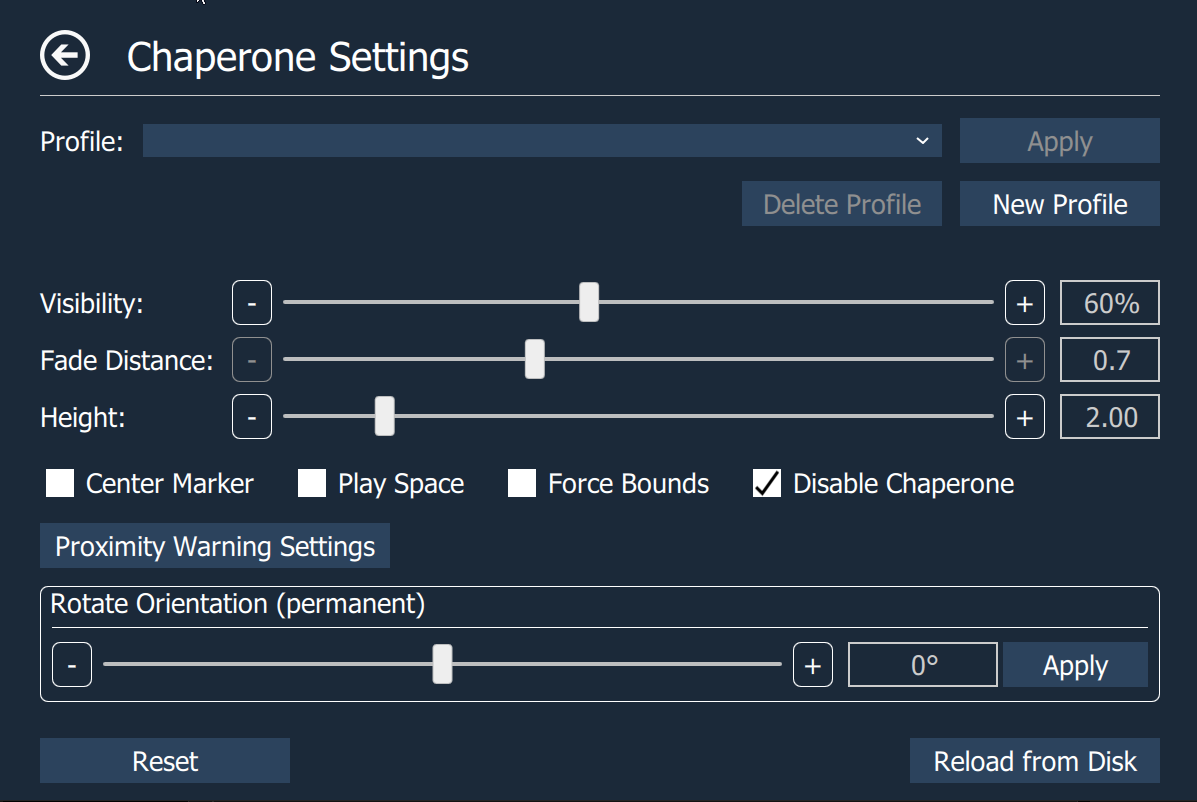 Chaperone Settings
Profile: Apply
Delete Profile New Profile
Visibility: - + 60%
Fade Distance: - + 0.7
Height: - + 2.00
Center Marker Play Space Force Bounds Disable Chaperone
Proximity Warning Settings
Rotate Orientation (permanent)
- + 0° Apply
Reset Reload from Disk